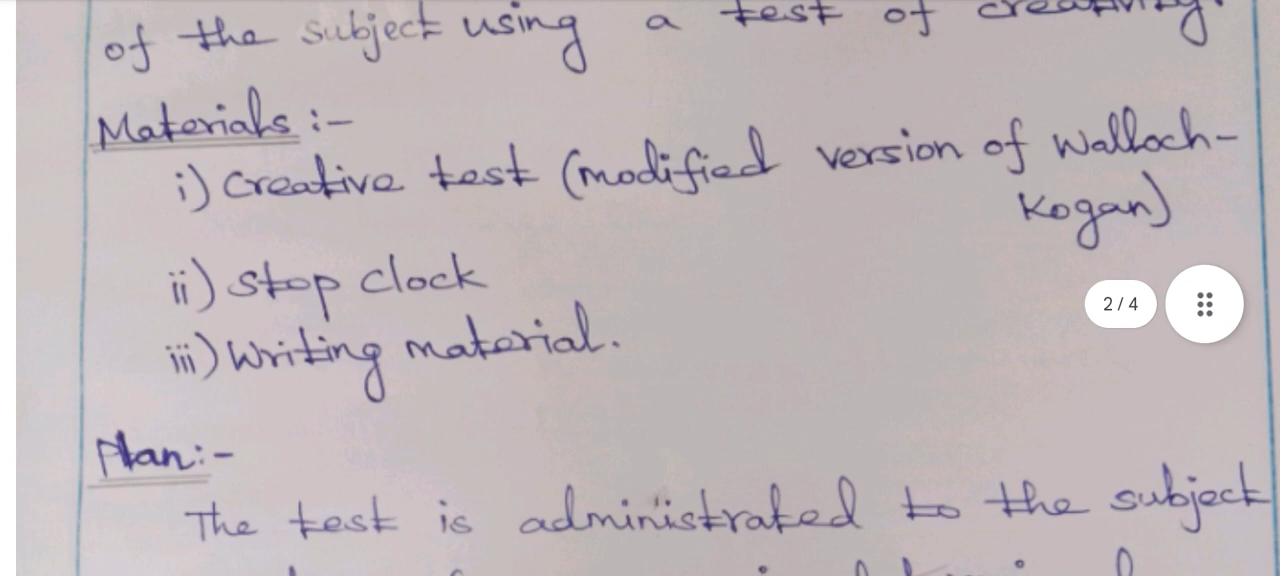 of the subject using a test of creativity.
Materials :-
i) Creative test (modified version of Wallach-
Kogan)
ii) Stop clock
2 / 4
iii) Writing material.
Plan:-
The test is administrated to the subject